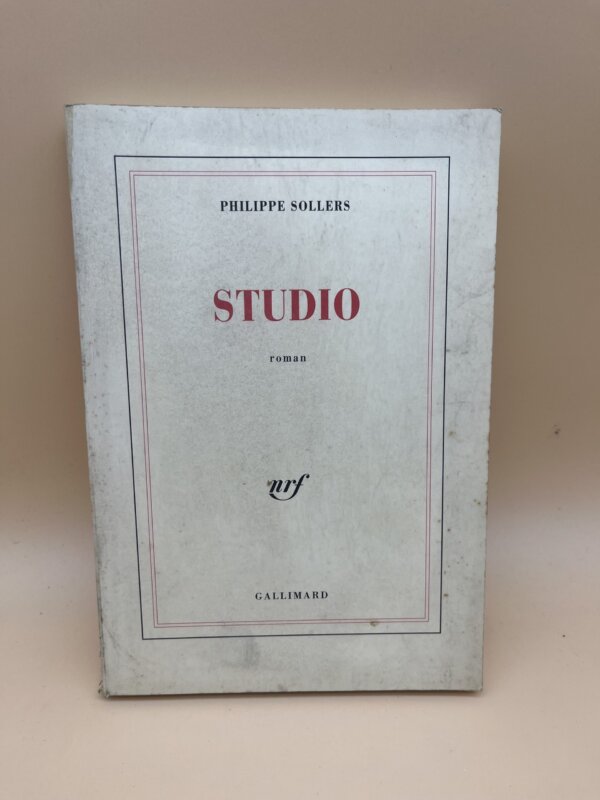 PHILIPPE SOLLERS
STUDIO
roman
nrf
GALLIMARD